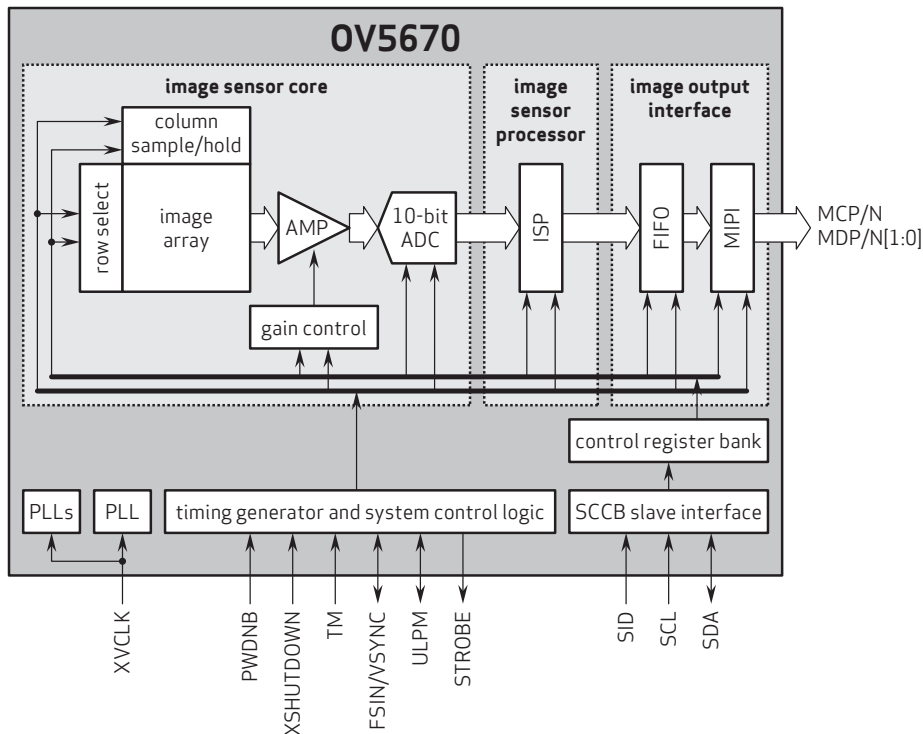 OV5670
image sensor core
image
sensor
processor
image output
interface
column
sample/hold
row select
image
array
AMP
10-bit
ADC
ISP
FIFO
MIPI
MCP/N
MDP/N[1:0]
gain control
control register bank
PLLs
PLL
timing generator and system control logic
SCCB slave interface
XVCLK
PWDNB
XSHUTDOWN
TM
FSIN/VSYNC
ULPM
STROBE
SID
SCL
SDA